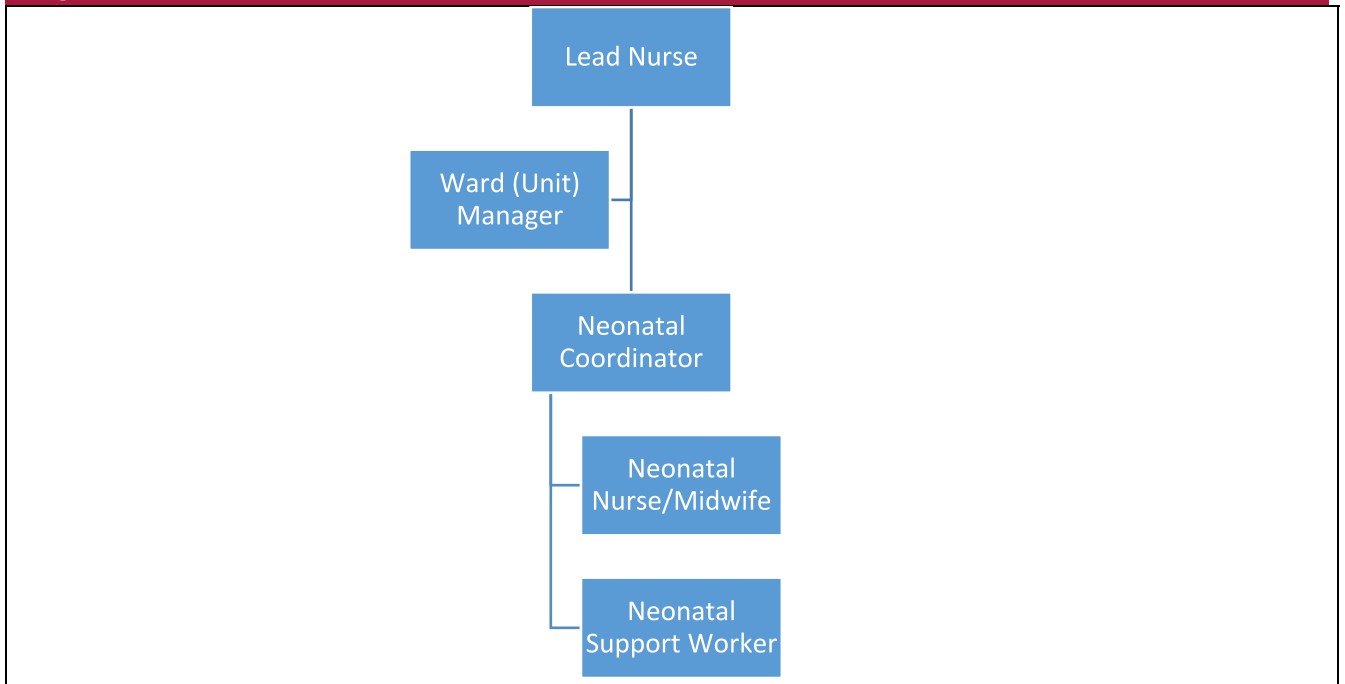 Lead Nurse
Ward (Unit)
Manager
Neonatal
Coordinator
Neonatal
Nurse/Midwife
Neonatal
Support Worker